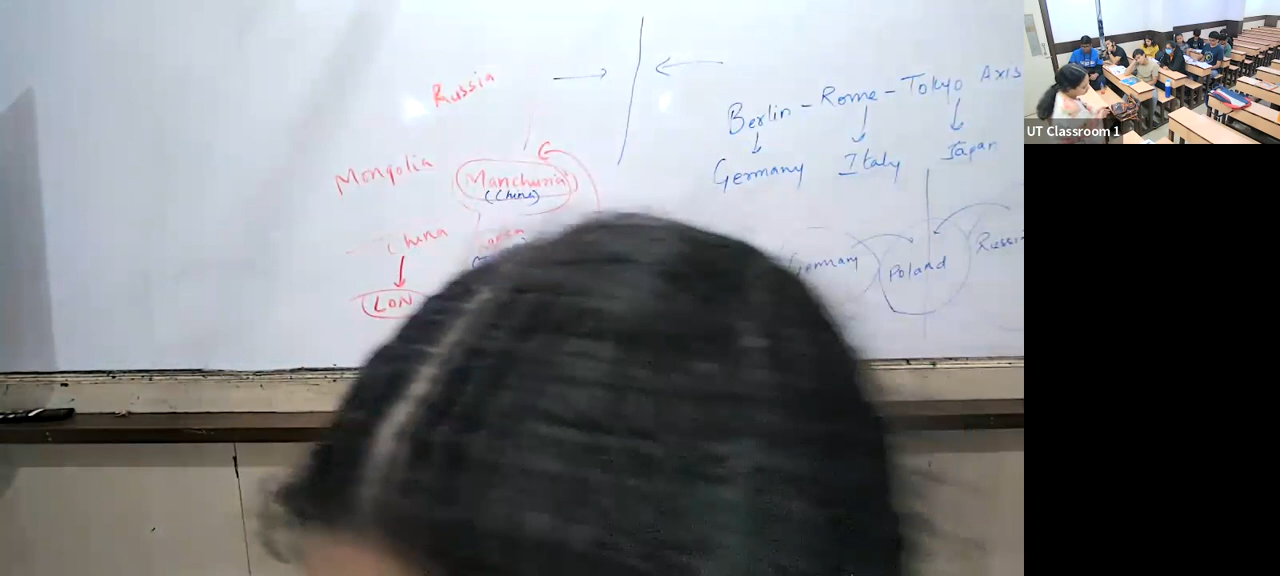 Russia
Mongolia
Manchuria
(China)
China
LON
Berlin - Rome - Tokyo Axis
Germany Italy Japan
Germany Poland Russia
UT Classroom 1